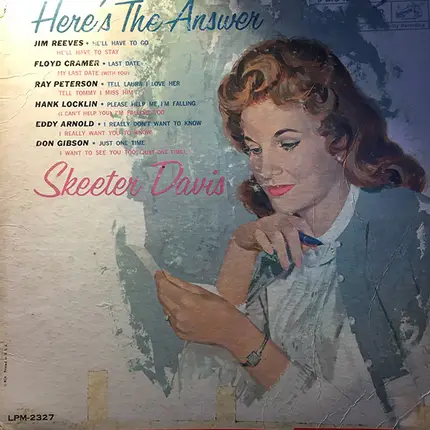 Here's The Answer
JIM REEVES • HE'LL HAVE TO GO
HE'LL HAVE TO STAY
FLOYD CRAMER • LAST DATE
(MY LAST DATE (WITH YOU))
RAY PETERSON • TELL LAURA I LOVE HER
TELL TOMMY I MISS HIM
HANK LOCKLIN • PLEASE HELP ME, I'M FALLING
(I CAN'T HELP YOU) I'M FALLING TOO
EDDY ARNOLD • I REALLY DON'T WANT TO KNOW
I REALLY WANT YOU TO KNOW
DON GIBSON • JUST ONE TIME
I WANT TO SEE YOU TOO (JUST ONE TIME)
Skeeter Davis
LPM-2327